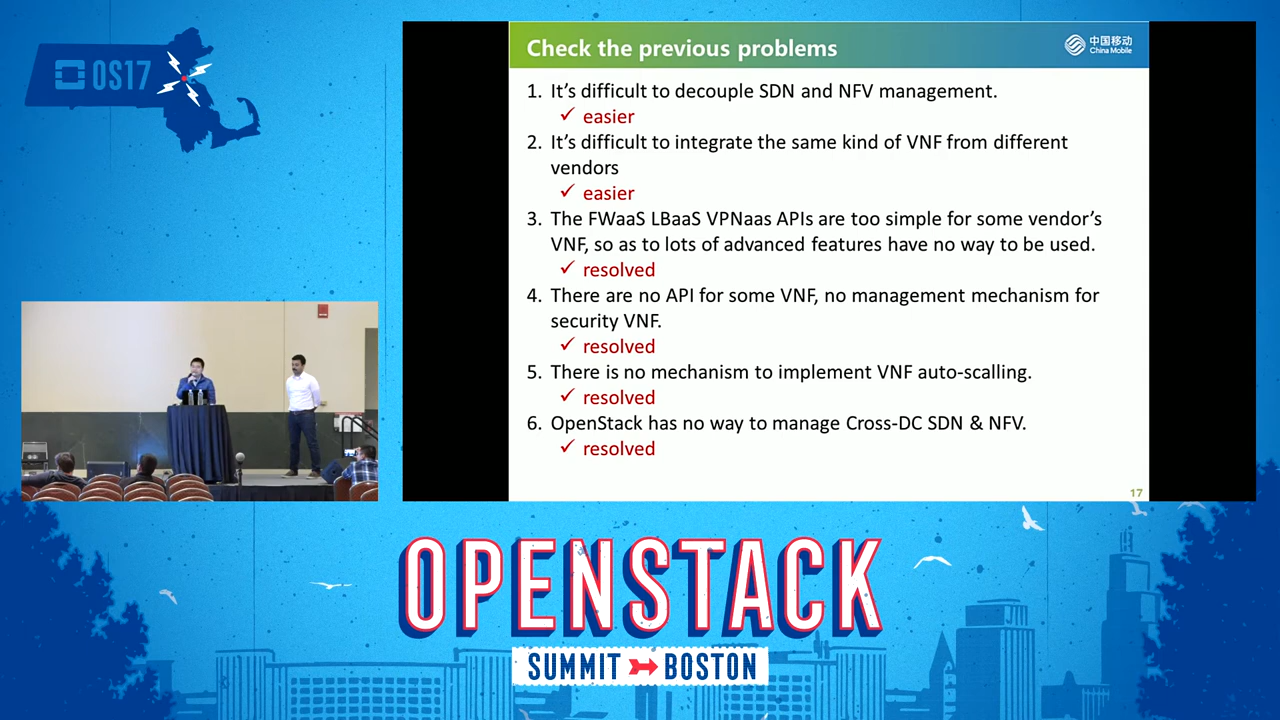 OS17
Check the previous problems
中国移动
China Mobile
1. It's difficult to decouple SDN and NFV management.
✓ easier
2. It's difficult to integrate the same kind of VNF from different
vendors
✓ easier
3. The FWaaS LBaaS VPNaas APIs are too simple for some vendor's
VNF, so as to lots of advanced features have no way to be used.
✓ resolved
4. There are no API for some VNF, no management mechanism for
security VNF.
✓ resolved
5. There is no mechanism to implement VNF auto-scalling.
✓ resolved
6. OpenStack has no way to manage Cross-DC SDN & NFV.
✓ resolved
17
OPENSTACK
SUMMIT BOSTON